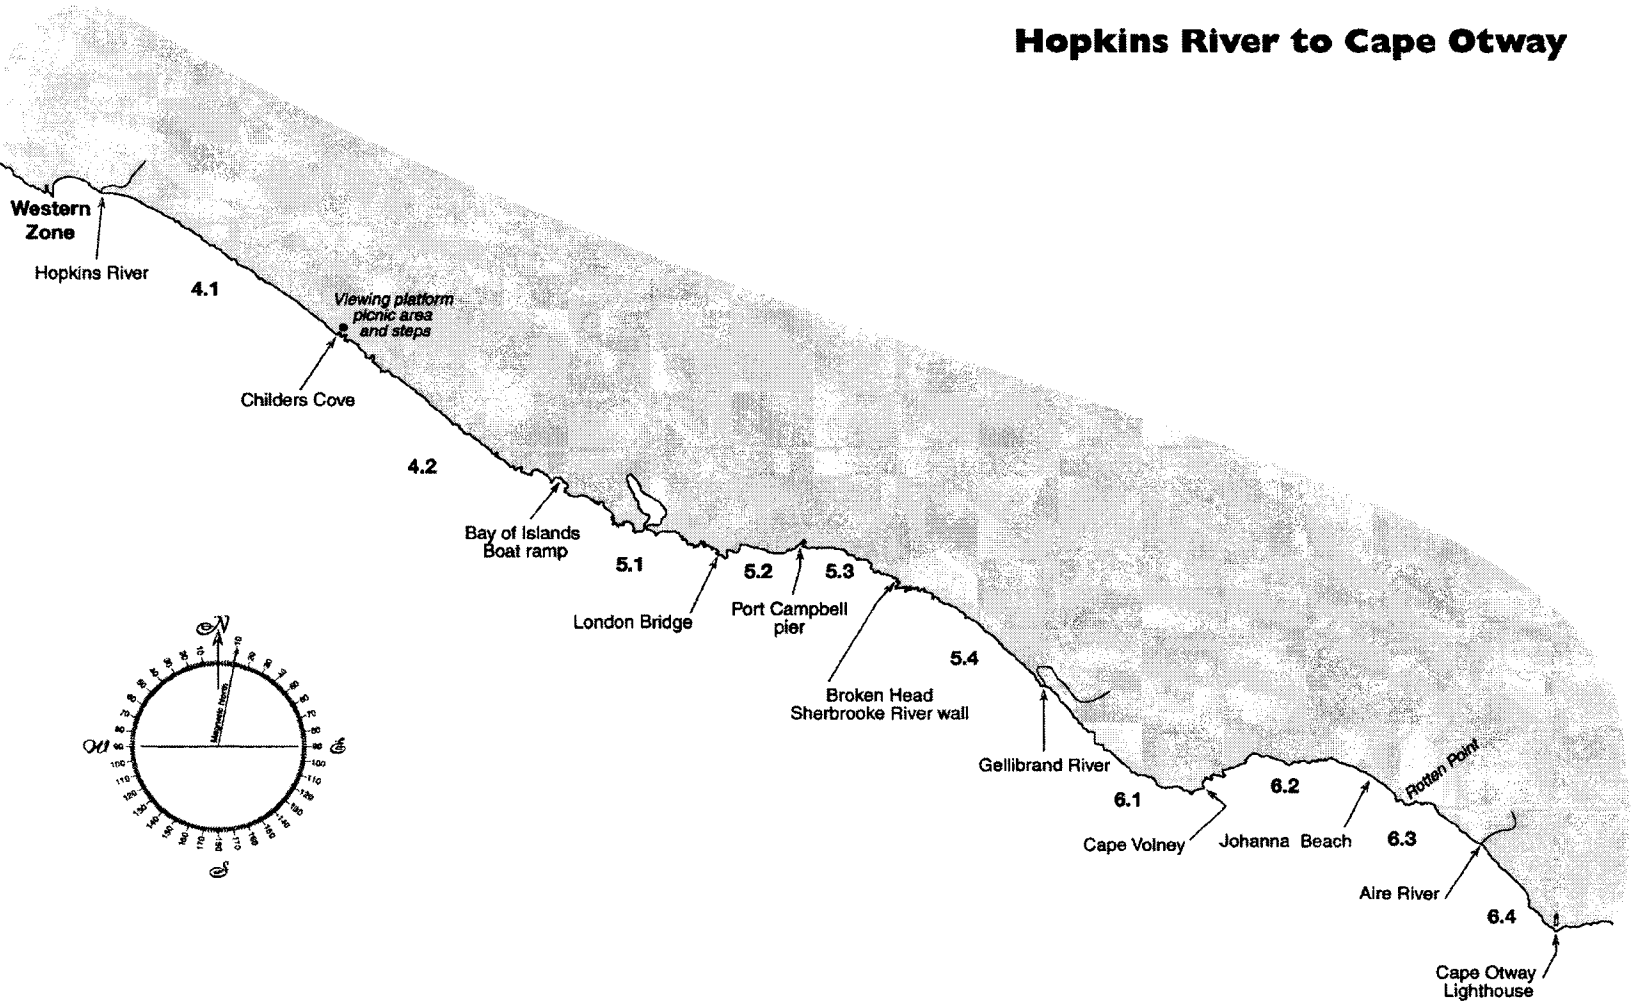 Hopkins River to Cape Otway
Western
Zone
Hopkins River
4.1
Viewing platform
picnic area
and steps
Childers Cove
4.2
Bay of Islands
Boat ramp
5.1
London Bridge
5.2
Port Campbell
pier
5.3
Broken Head
Sherbrooke River wall
5.4
Gellibrand River
6.1
Cape Volney
6.2
Johanna Beach
Rotten Point
6.3
Aire River
6.4
Cape Otway
Lighthouse
N
Magnetic North
W
E
S